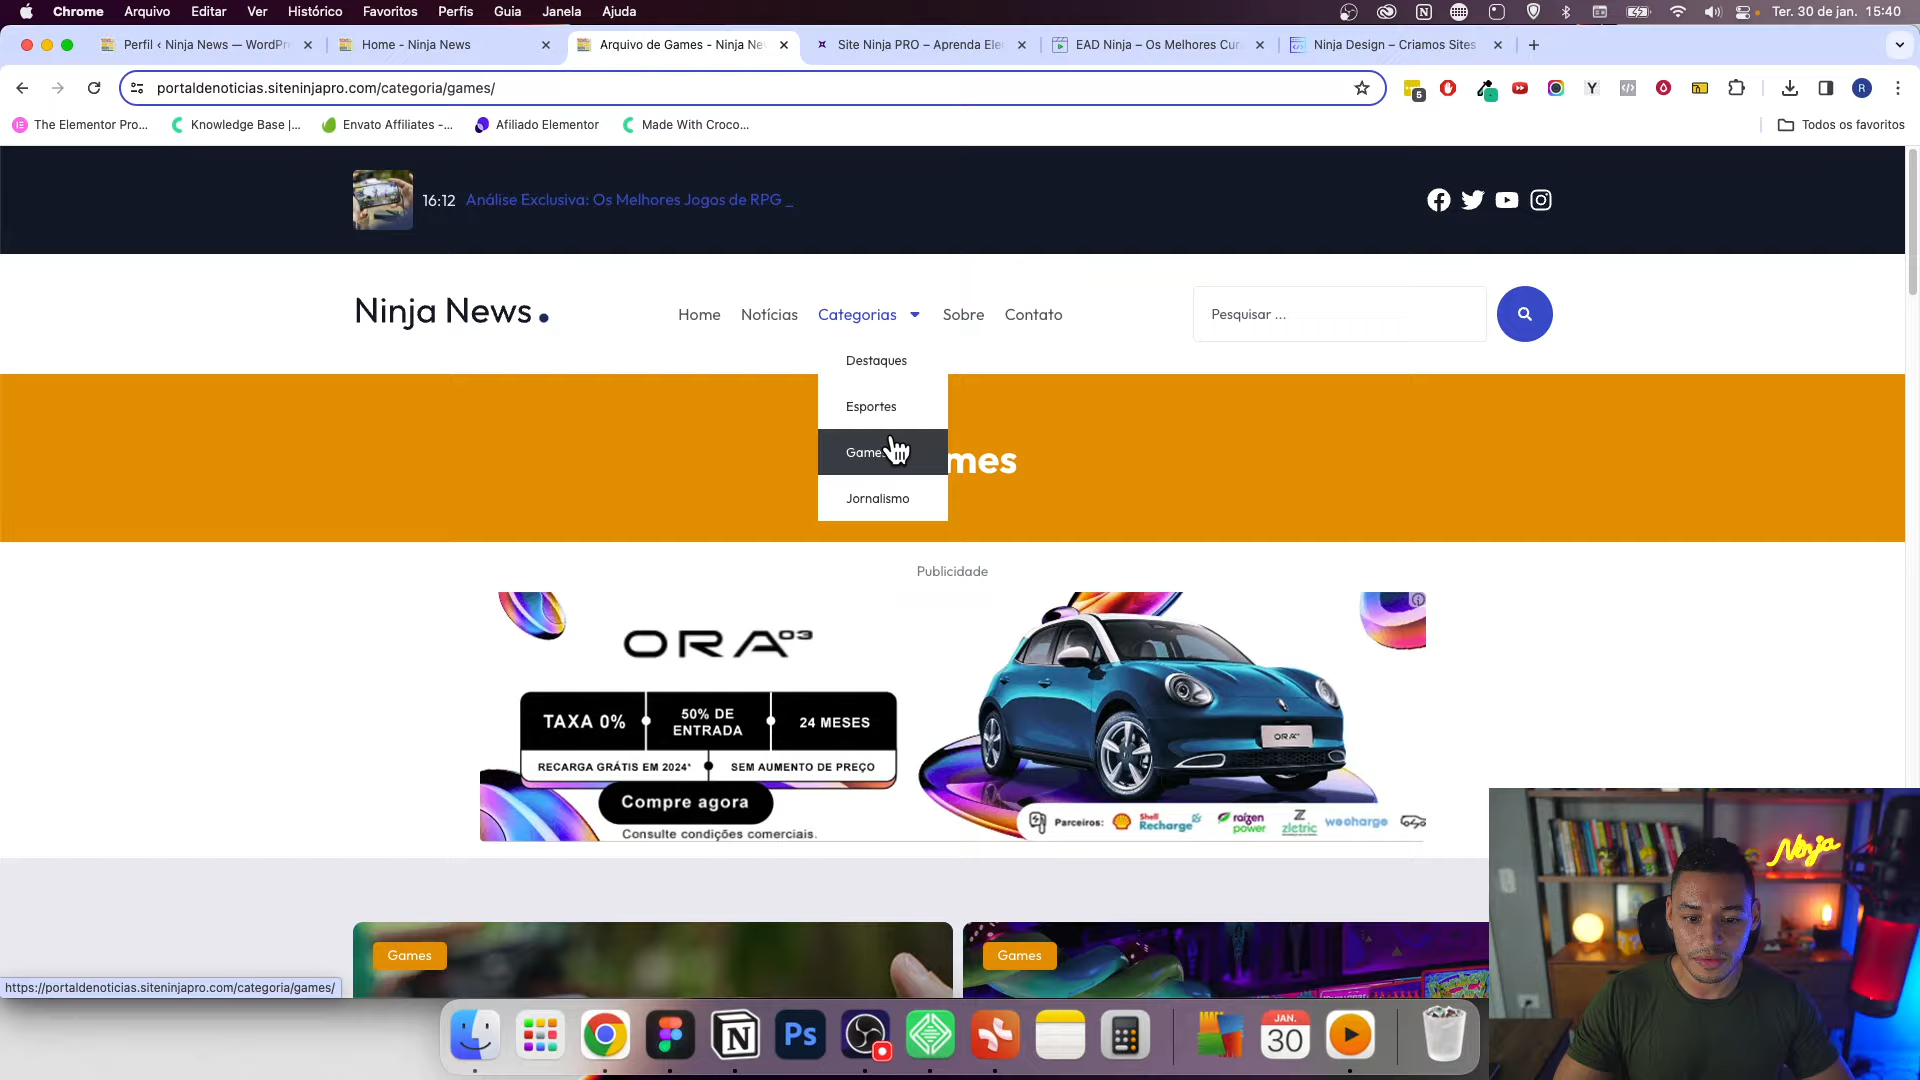 Chrome Arquivo Editar Ver Histórico Favoritos Perfis Guia Janela Ajuda
Ter. 30 de jan. 15:40
Perfil ‹ Ninja News — WordPr
Home - Ninja News
Arquivo de Games - Ninja Ne
Site Ninja PRO – Aprenda Ele
EAD Ninja – Os Melhores Cur
Ninja Design – Criamos Sites
portaldenoticias.siteninjapro.com/categoria/games/
5
Y
R
The Elementor Pro...
Knowledge Base |...
Envato Affiliates -...
Afiliado Elementor
Made With Croco...
Todos os favoritos
16:12 Análise Exclusiva: Os Melhores Jogos de RPG _
Ninja News
Home Notícias Categorias Sobre Contato
Pesquisar ...
Destaques
Esportes
Games
mes
Jornalismo
Publicidade
ORA 03
TAXA 0%
50% DE ENTRADA
24 MESES
RECARGA GRÁTIS EM 2024*
SEM AUMENTO DE PREÇO
Compre agora
Consulte condições comerciais.
ORA
Parceiros: Shell Recharge raízen power zletric wecharge
Games
Games
Ninja
https://portaldenoticias.siteninjapro.com/categoria/games/
Ps
JAN.
30